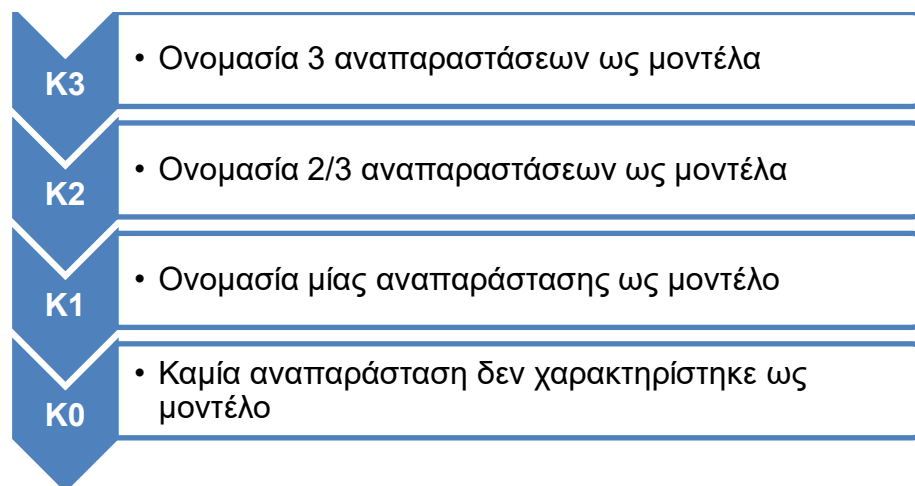 K3
• Ονομασία 3 αναπαραστάσεων ως μοντέλα
K2
• Ονομασία 2/3 αναπαραστάσεων ως μοντέλα
K1
• Ονομασία μίας αναπαράστασης ως μοντέλο
K0
• Καμία αναπαράσταση δεν χαρακτηρίστηκε ως
μοντέλο